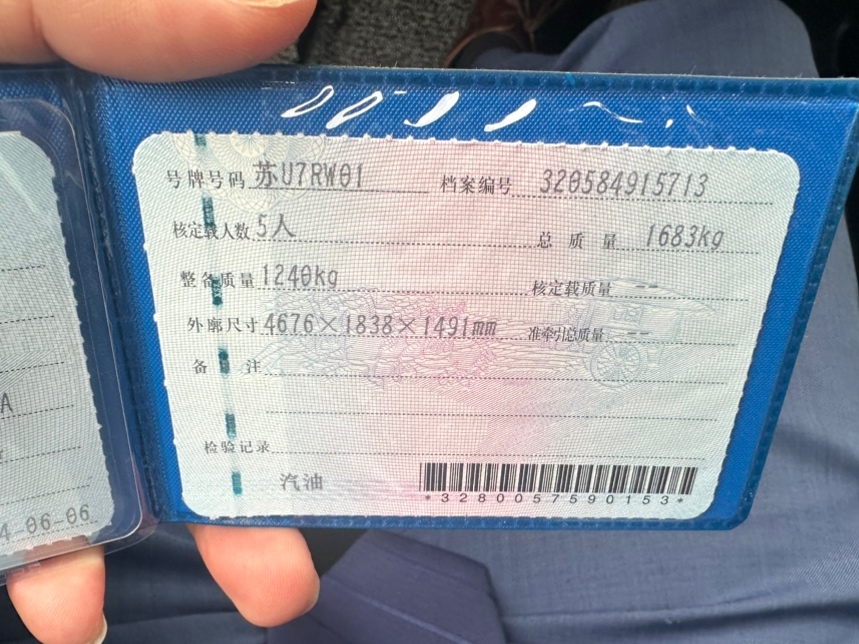 号牌号码 苏U7RW01 档案编号 320584915713
核定载人数 5人 总质量 1683kg
整备质量 1240kg 核定载质量 --
外廓尺寸 4676×1838×1491mm 准牵引总质量 --
备注
检验记录
汽油
*3280057590153*
A
4-06-06